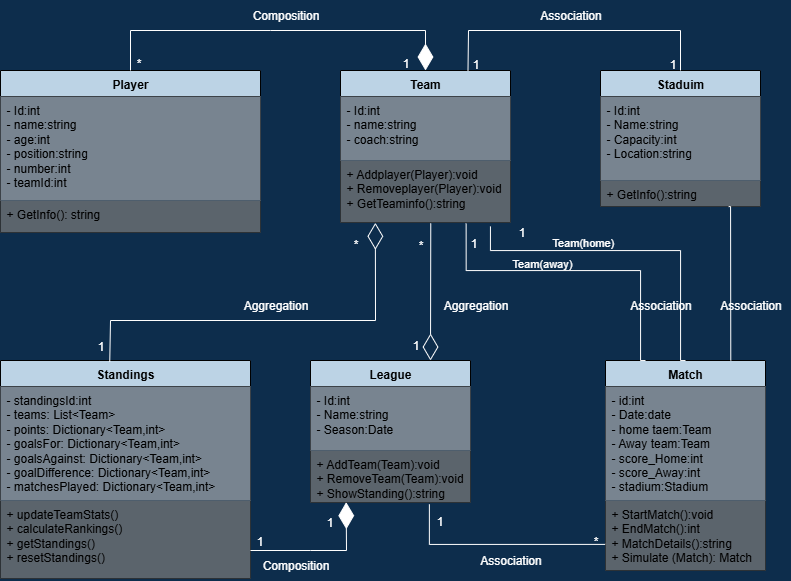 Composition
Association
*
1
1
1
Player
- Id:int
- name:string
- age:int
- position:string
- number:int
- teamId:int
+ GetInfo(): string
Team
- Id:int
- name:string
- coach:string
+ Addplayer(Player):void
+ Removeplayer(Player):void
+ GetTeaminfo():string
Staduim
- Id:int
- Name:string
- Capacity:int
- Location:string
+ GetInfo():string
*
*
1
1
Team(home)
Team(away)
Aggregation
Aggregation
Association
Association
1
1
Standings
- standingsId:int
- teams: List<Team>
- points: Dictionary<Team,int>
- goalsFor: Dictionary<Team,int>
- goalsAgainst: Dictionary<Team,int>
- goalDifference: Dictionary<Team,int>
- matchesPlayed: Dictionary<Team,int>
+ updateTeamStats()
+ calculateRankings()
+ getStandings()
+ resetStandings()
League
- Id:int
- Name:string
- Season:Date
+ AddTeam(Team):void
+ RemoveTeam(Team):void
+ ShowStanding():string
Match
- id:int
- Date:date
- home taem:Team
- Away team:Team
- score_Home:int
- score_Away:int
- stadium:Stadium
+ StartMatch():void
+ EndMatch():int
+ MatchDetails():string
+ Simulate (Match): Match
1
1
1
*
Composition
Association